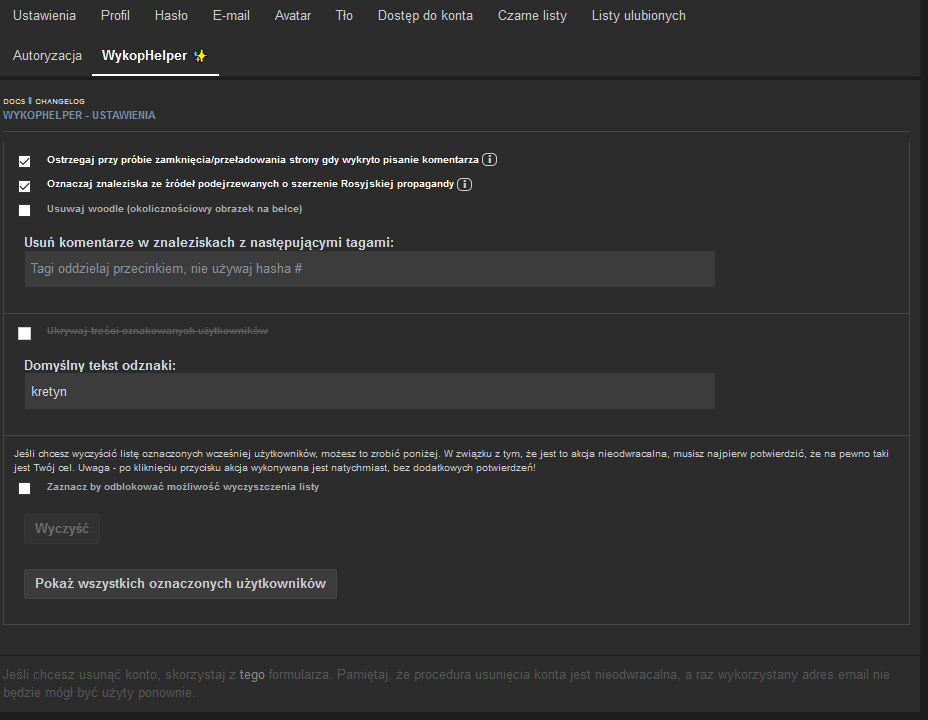 Ustawienia Profil Hasło E-mail Avatar Tło Dostęp do konta Czarne listy Listy ulubionych
Autoryzacja WykopHelper ✨
DOCS || CHANGELOG
WYKOPHELPER - USTAWIENIA
Ostrzegaj przy próbie zamknięcia/przeładowania strony gdy wykryto pisanie komentarza i
Oznaczaj znaleziska ze źródeł podejrzewanych o szerzenie Rosyjskiej propagandy i
Usuwaj woodle (okolicznościowy obrazek na belce)
Usuń komentarze w znaleziskach z następującymi tagami:
Tagi oddzielaj przecinkiem, nie używaj hasha #
Ukrywaj treści oznakowanych użytkowników
Domyślny tekst odznaki:
kretyn
Jeśli chcesz wyczyścić listę oznaczonych wcześniej użytkowników, możesz to zrobić poniżej. W związku z tym, że jest to akcja nieodwracalna, musisz najpierw potwierdzić, że na pewno taki
jest Twój cel. Uwaga - po kliknięciu przycisku akcja wykonywana jest natychmiast, bez dodatkowych potwierdzeń!
Zaznacz by odblokować możliwość wyczyszczenia listy
Wyczyść
Pokaż wszystkich oznaczonych użytkowników
Jeśli chcesz usunąć konto, skorzystaj z tego formularza. Pamiętaj, że procedura usunięcia konta jest nieodwracalna, a raz wykorzystany adres email nie
będzie mógł być użyty ponownie.